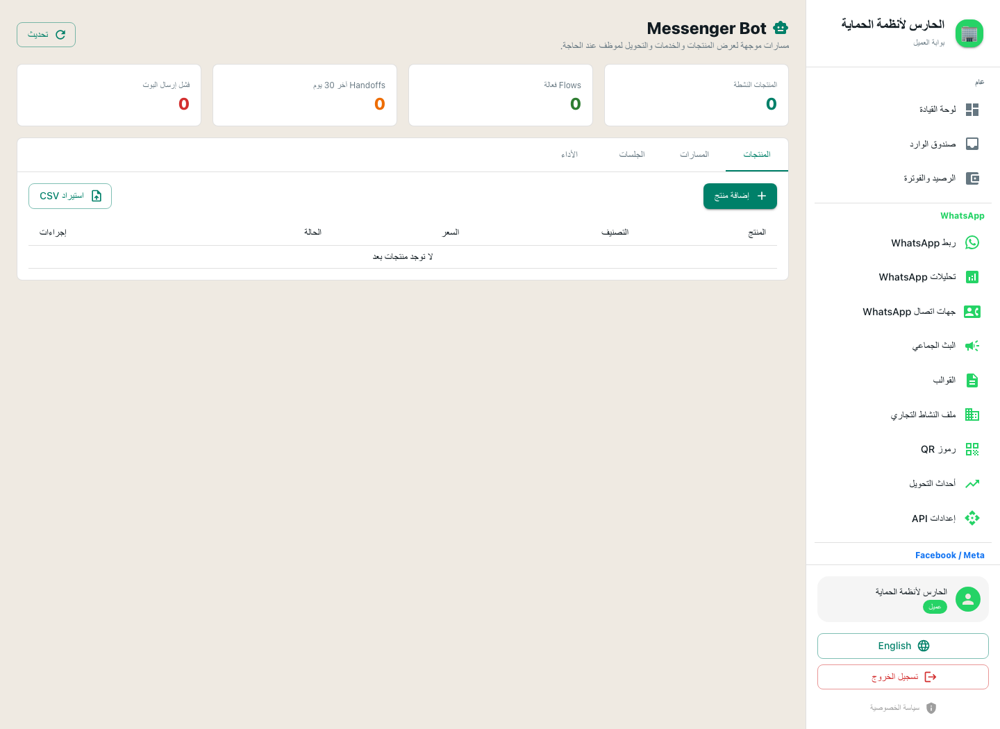 الحارس لأنظمة الحماية
بوابة العميل
عام
لوحة القيادة
صندوق الوارد
الرصيد والفوترة
WhatsApp
ربط WhatsApp
تحليلات WhatsApp
جهات اتصال WhatsApp
البث الجماعي
القوالب
ملف النشاط التجاري
رموز QR
أحداث التحويل
إعدادات API
Facebook / Meta
الحارس لأنظمة الحماية
عميل
English
تسجيل الخروج
سياسة الخصوصية
Messenger Bot
مسارات موجهة لعرض المنتجات والخدمات والتحويل لموظف عند الحاجة.
تحديث
المنتجات النشطة
0
Flows فعالة
0
Handoffs آخر 30 يوم
0
فشل إرسال البوت
0
المنتجات
المسارات
الجلسات
الأداء
إضافة منتج
استيراد CSV
المنتج
التصنيف
السعر
الحالة
إجراءات
لا توجد منتجات بعد